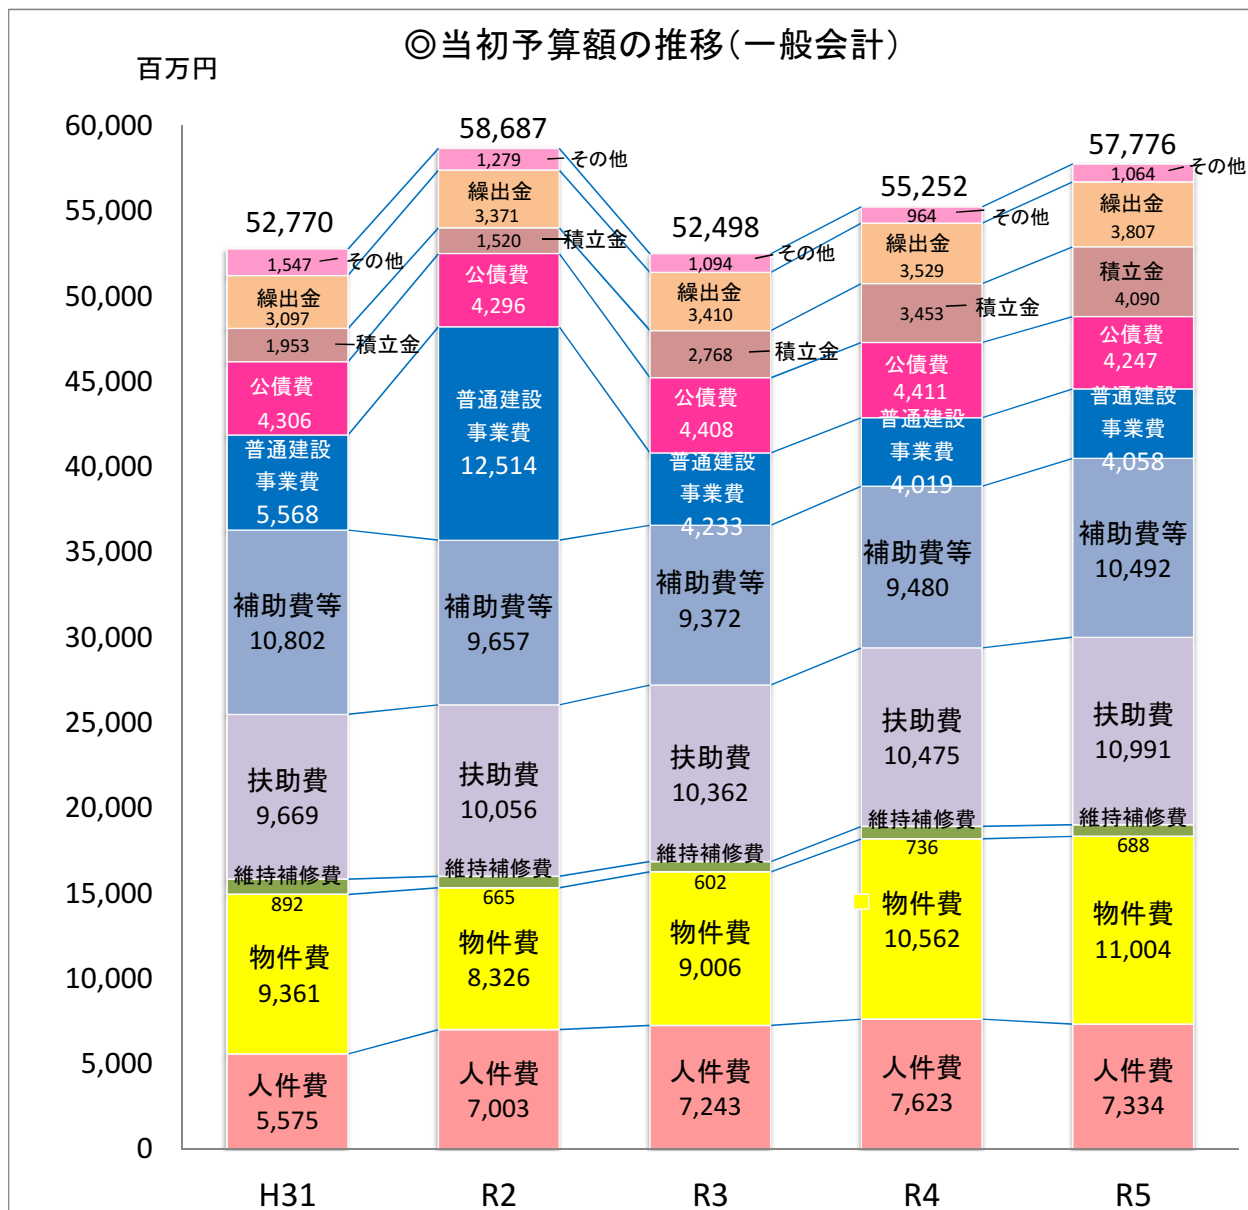 ◎当初予算額の推移（一般会計）
百万円
60,000
55,000
50,000
45,000
40,000
35,000
30,000
25,000
20,000
15,000
10,000
5,000
0
52,770
1,547
その他
繰出金
3,097
1,953
積立金
公債費
4,306
普通建設
事業費
5,568
補助費等
10,802
扶助費
9,669
維持補修費
892
物件費
9,361
人件費
5,575
H31
58,687
1,279
その他
繰出金
3,371
1,520
積立金
公債費
4,296
普通建設
事業費
12,514
補助費等
9,657
扶助費
10,056
維持補修費
665
物件費
8,326
人件費
7,003
R2
52,498
1,094
その他
繰出金
3,410
2,768
積立金
公債費
4,408
普通建設
事業費
4,233
補助費等
9,372
扶助費
10,362
維持補修費
602
物件費
9,006
人件費
7,243
R3
55,252
964
その他
繰出金
3,529
3,453
積立金
公債費
4,411
普通建設
事業費
4,019
補助費等
9,480
扶助費
10,475
維持補修費
736
物件費
10,562
人件費
7,623
R4
57,776
1,064
その他
繰出金
3,807
積立金
4,090
公債費
4,247
普通建設
事業費
4,058
補助費等
10,492
扶助費
10,991
維持補修費
688
物件費
11,004
人件費
7,334
R5